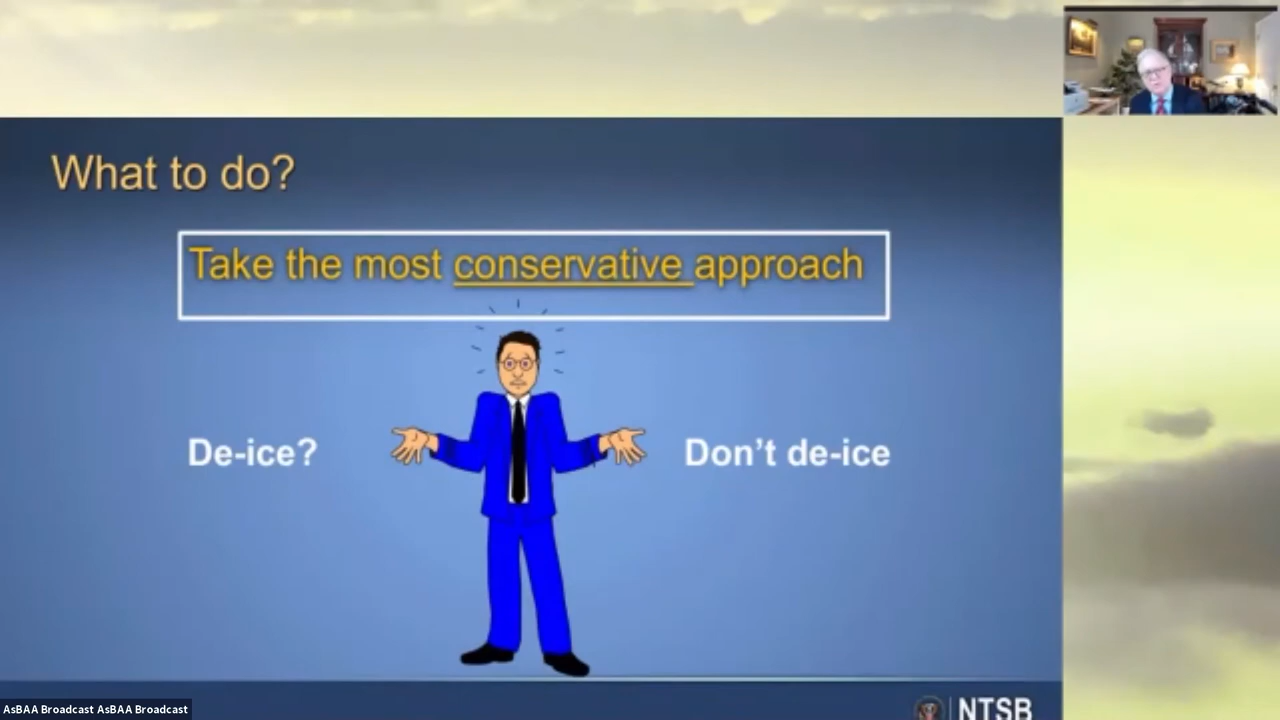 What to do?
Take the most conservative approach
De-ice?
Don't de-ice
AsBAA Broadcast AsBAA Broadcast
NTSB